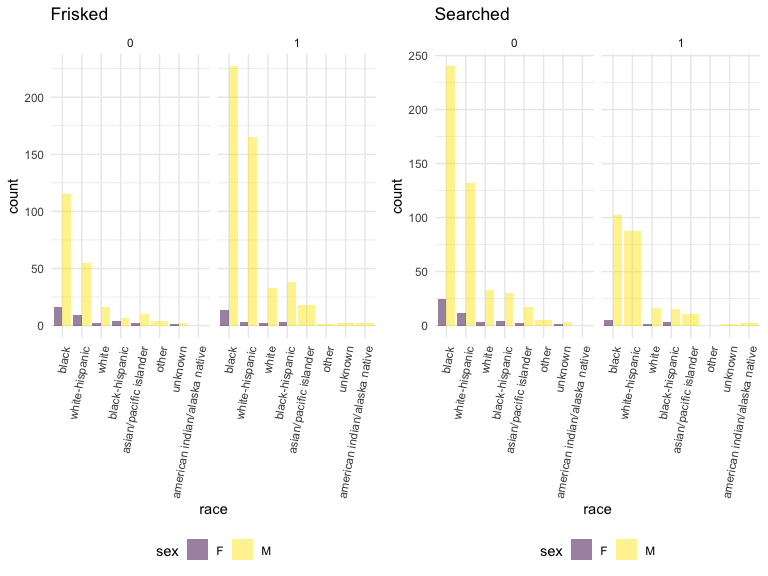 Frisked
0 1
count
200
150
100
50
0
black
white-hispanic
white
black-hispanic
asian/pacific islander
other
unknown
american indian/alaska native
black
white-hispanic
white
black-hispanic
asian/pacific islander
other
unknown
american indian/alaska native
race
sex F M
Searched
0 1
count
250
200
150
100
50
0
black
white-hispanic
white
black-hispanic
asian/pacific islander
other
unknown
american indian/alaska native
black
white-hispanic
white
black-hispanic
asian/pacific islander
other
unknown
american indian/alaska native
race
sex F M